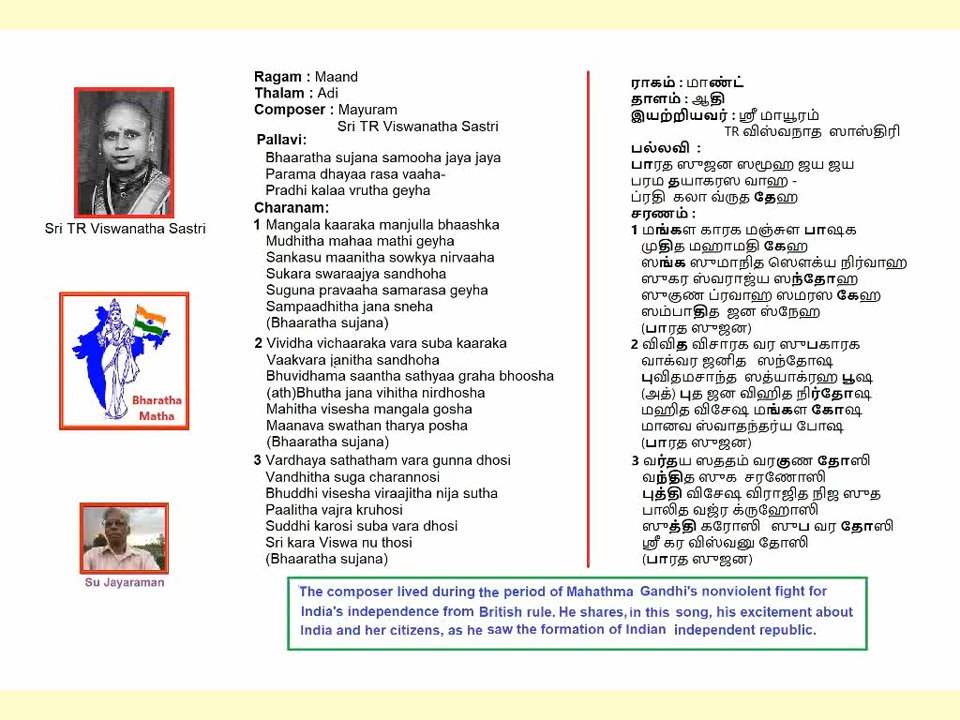 Sri TR Viswanatha Sastri
Bharatha
Matha
Su Jayaraman
Ragam : Maand
Thalam : Adi
Composer : Mayuram
Sri TR Viswanatha Sastri
Pallavi:
Bhaaratha sujana samooha jaya jaya
Parama dhayaa rasa vaaha-
Pradhi kalaa vrutha geyha
Charanam:
1 Mangala kaaraka manjulla bhaashka
Mudhitha mahaa mathi geyha
Sankasu maanitha sowkya nirvaaha
Sukara swaraajya sandhoha
Suguna pravaaha samarasa geyha
Sampaadhitha jana sneha
(Bhaaratha sujana)
2 Vividha vichaaraka vara suba kaaraka
Vaakvara janitha sandhoha
Bhuvidhama saantha sathyaa graha bhoosha
(ath)Bhutha jana vihitha nirdhosha
Mahitha visesha mangala gosha
Maanava swathan tharya posha
(Bhaaratha sujana)
3 Vardhaya sathatham vara gunna dhosi
Vandhitha suga charannosi
Bhuddhi visesha viraajitha nija sutha
Paalitha vajra kruhosi
Suddhi karosi suba vara dhosi
Sri kara Viswa nu thosi
(Bhaaratha sujana)
ராகம் : மாண்ட்
தாளம் : ஆதி
இயற்றியவர் : ஸ்ரீ மாயூரம்
TR விஸ்வநாத ஸாஸ்திரி
பல்லவி :
பாரத ஸுஜன ஸமூஹ ஜய ஜய
பரம தயாகரஸ வாஹ -
ப்ரதி கலா வ்ருத தேஹ
சரணம் :
1 மங்கள காரக மஞ்சுள பாஷக
முதித மஹாமதி கேஹ
ஸங்க ஸுமாநித ஸௌக்ய நிர்வாஹ
ஸுகர ஸ்வராஜ்ய ஸந்தோஹ
ஸுகுண ப்ரவாஹ ஸமரஸ கேஹ
ஸம்பாதித ஜன ஸ்நேஹ
(பாரத ஸுஜன)
2 விவித விசாரக வர ஸுபகாரக
வாக்வர ஜனித ஸந்தோஷ
புவிதமசாந்த ஸத்யாக்ரஹ பூஷ
(அத்) புத ஜன விஹித நிர்தோஷ
மஹித விசேஷ மங்கள கோஷ
மானவ ஸ்வாதந்தர்ய போஷ
(பாரத ஸுஜன)
3 வர்தய ஸததம் வரகுண தோஸி
வந்தித ஸுக சரணோஸி
புத்தி விசேஷ விராஜித நிஜ ஸுத
பாலித வஜ்ர க்ருஹோஸி
ஸுத்தி கரோஸி ஸுப வர தோஸி
ஸ்ரீ கர விஸ்வனு தோஸி
(பாரத ஸுஜன)
The composer lived during the period of Mahathma Gandhi's nonviolent fight for
India's independence from British rule. He shares, in this song, his excitement about
India and her citizens, as he saw the formation of Indian independent republic.